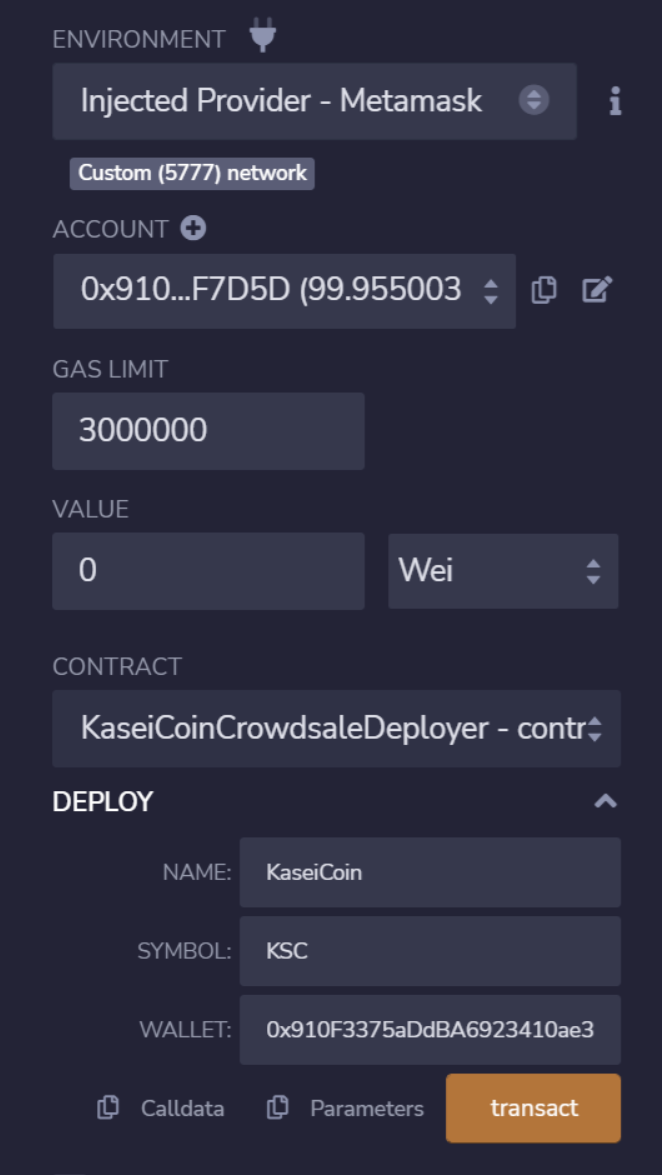 ENVIRONMENT
Injected Provider - Metamask
Custom (5777) network
ACCOUNT
0x910...F7D5D (99.955003
GAS LIMIT
3000000
VALUE
0 Wei
CONTRACT
KaseiCoinCrowdsaleDeployer - contr
DEPLOY
NAME: KaseiCoin
SYMBOL: KSC
WALLET: 0x910F3375aDdBA6923410ae3
Calldata Parameters transact